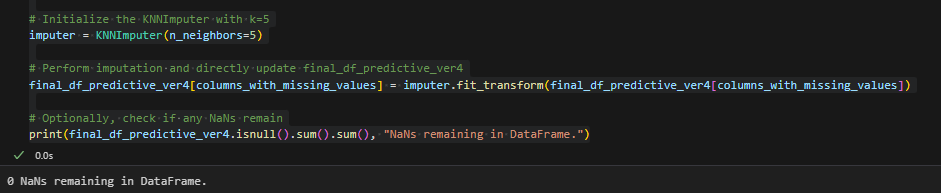 # Initialize the KNNImputer with k=5
imputer = KNNImputer(n_neighbors=5)
# Perform imputation and directly update final_df_predictive_ver4
final_df_predictive_ver4[columns_with_missing_values] = imputer.fit_transform(final_df_predictive_ver4[columns_with_missing_values])
# Optionally, check if any NaNs remain
print(final_df_predictive_ver4.isnull().sum().sum(), "NaNs remaining in DataFrame.")
✓ 0.0s
0 NaNs remaining in DataFrame.